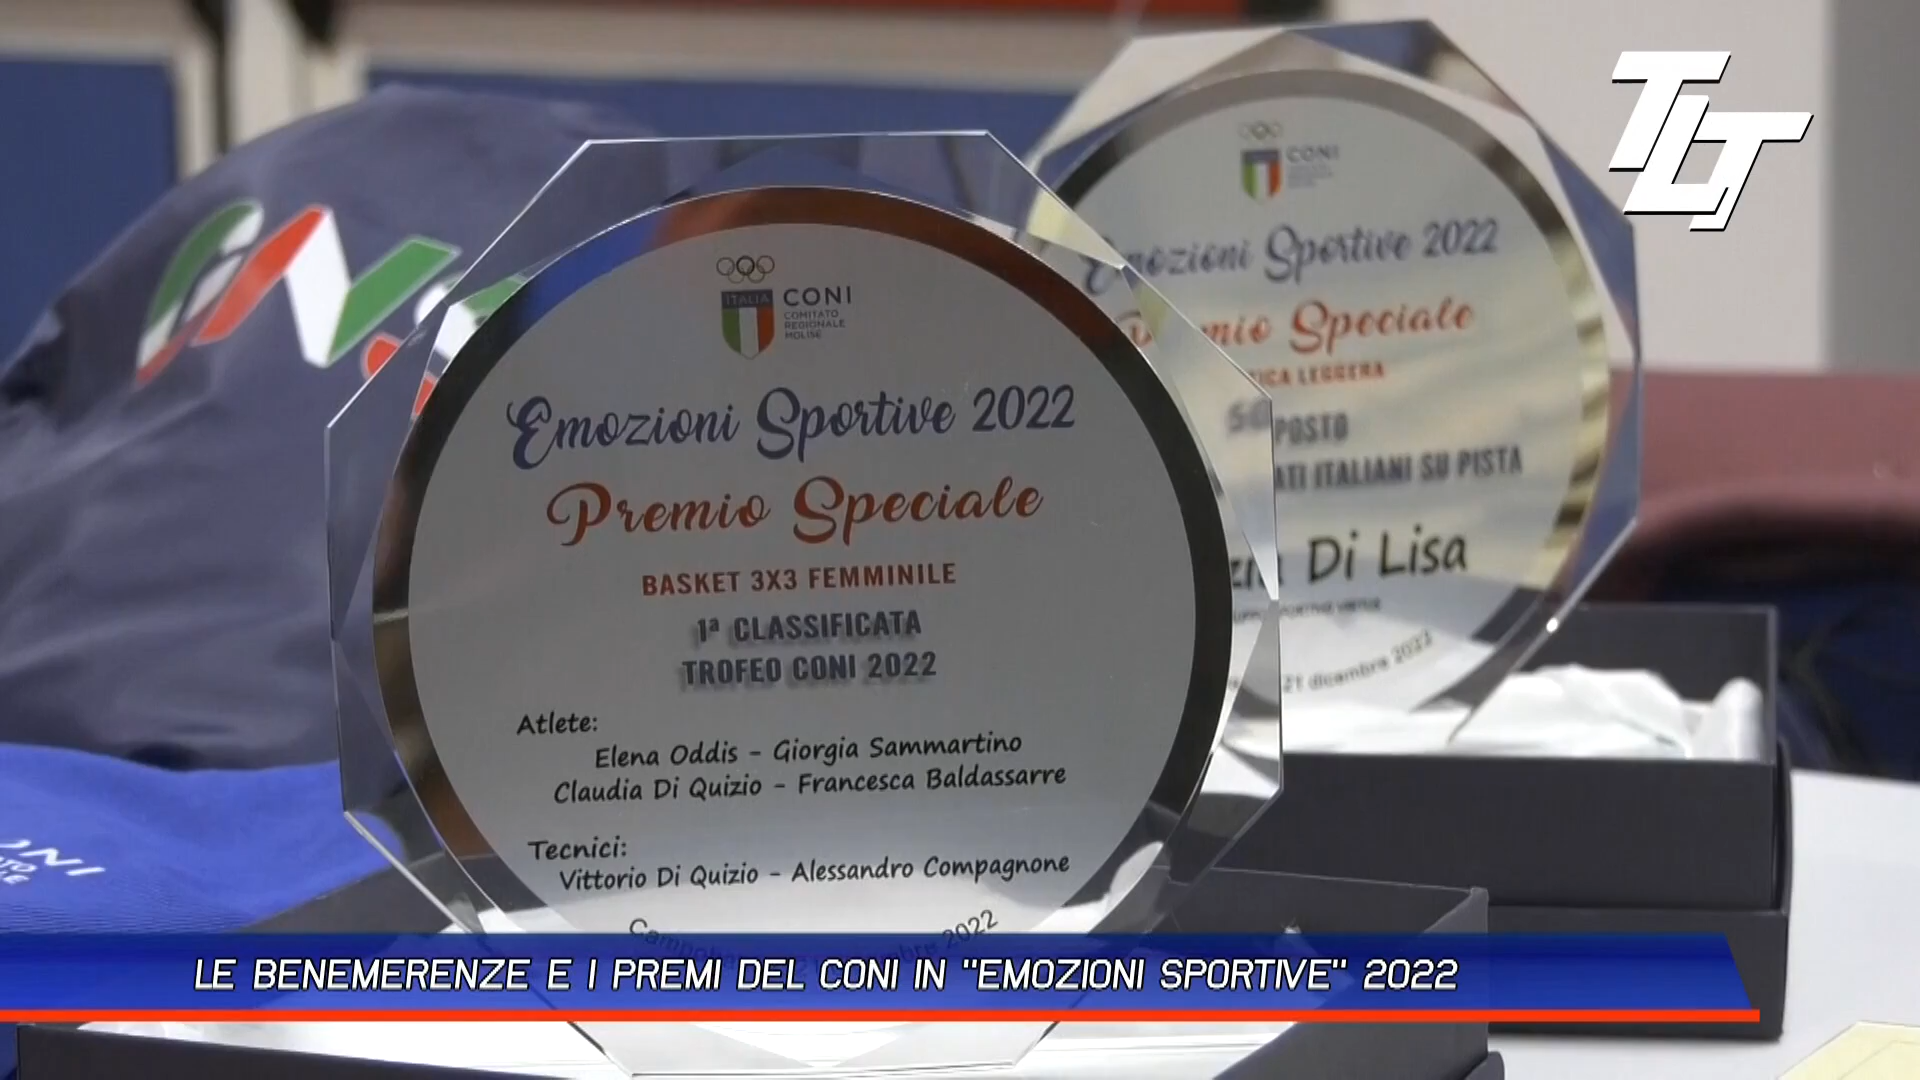 TLT
ITALIA
CONI
COMITATO
REGIONALE
MOLISE
Emozioni Sportive 2022
Premio Speciale
BASKET 3X3 FEMMINILE
1ª CLASSIFICATA
TROFEO CONI 2022
Atlete:
Elena Oddis - Giorgia Sammartino
Claudia Di Quizio - Francesca Baldassarre
Tecnici:
Vittorio Di Quizio - Alessandro Compagnone
2022
CONI
Emozioni Sportive 2022
Speciale
LEGGERA
POSTO
ITALIANI SU PISTA
Di Lisa
21 dicembre 2022
LE BENEMERENZE E I PREMI DEL CONI IN "EMOZIONI SPORTIVE" 2022